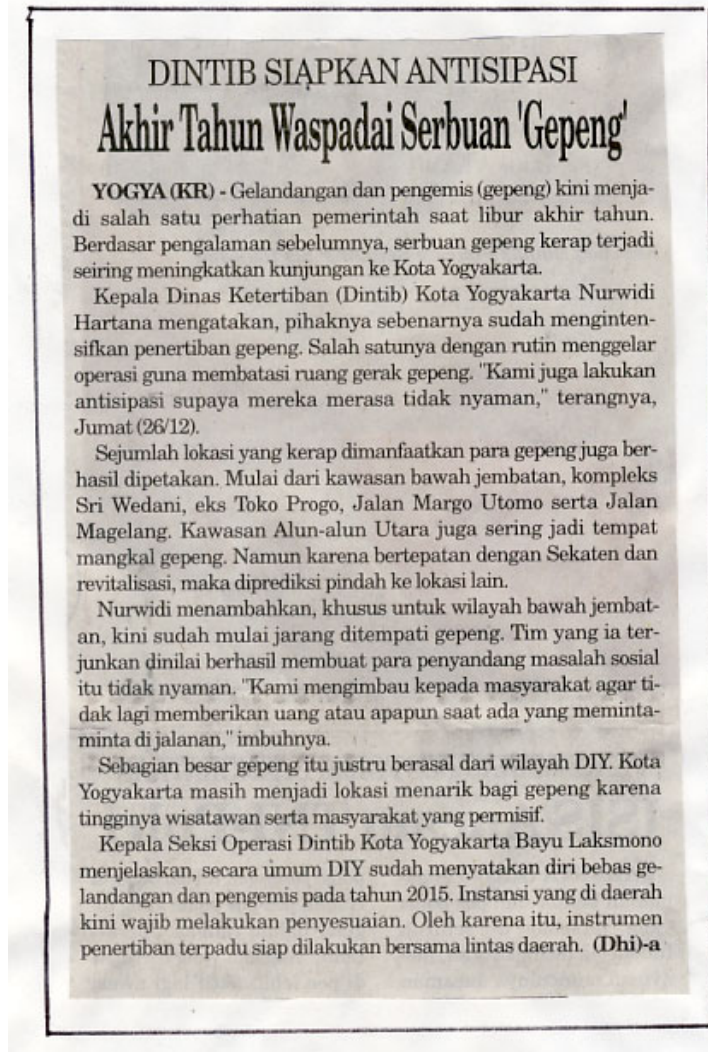 DINTIB SIAPKAN ANTISIPASI
Akhir Tahun Waspadai Serbuan 'Gepeng'
YOGYA (KR) - Gelandangan dan pengemis (gepeng) kini menja-
di salah satu perhatian pemerintah saat libur akhir tahun.
Berdasar pengalaman sebelumnya, serbuan gepeng kerap terjadi
seiring meningkatkan kunjungan ke Kota Yogyakarta.
Kepala Dinas Ketertiban (Dintib) Kota Yogyakarta Nurwidi
Hartana mengatakan, pihaknya sebenarnya sudah menginten-
sifkan penertiban gepeng. Salah satunya dengan rutin menggelar
operasi guna membatasi ruang gerak gepeng. "Kami juga lakukan
antisipasi supaya mereka merasa tidak nyaman," terangnya,
Jumat (26/12).
Sejumlah lokasi yang kerap dimanfaatkan para gepeng juga ber-
hasil dipetakan. Mulai dari kawasan bawah jembatan, kompleks
Sri Wedani, eks Toko Progo, Jalan Margo Utomo serta Jalan
Magelang. Kawasan Alun-alun Utara juga sering jadi tempat
mangkal gepeng. Namun karena bertepatan dengan Sekaten dan
revitalisasi, maka diprediksi pindah ke lokasi lain.
Nurwidi menambahkan, khusus untuk wilayah bawah jembat-
an, kini sudah mulai jarang ditempati gepeng. Tim yang ia ter-
junkan dinilai berhasil membuat para penyandang masalah sosial
itu tidak nyaman. "Kami mengimbau kepada masyarakat agar ti-
dak lagi memberikan uang atau apapun saat ada yang meminta-
minta di jalanan," imbuhnya.
Sebagian besar gepeng itu justru berasal dari wilayah DIY. Kota
Yogyakarta masih menjadi lokasi menarik bagi gepeng karena
tingginya wisatawan serta masyarakat yang permisif.
Kepala Seksi Operasi Dintib Kota Yogyakarta Bayu Laksmono
menjelaskan, secara umum DIY sudah menyatakan diri bebas ge-
landangan dan pengemis pada tahun 2015. Instansi yang di daerah
kini wajib melakukan penyesuaian. Oleh karena itu, instrumen
penertiban terpadu siap dilakukan bersama lintas daerah. (Dhi)-a